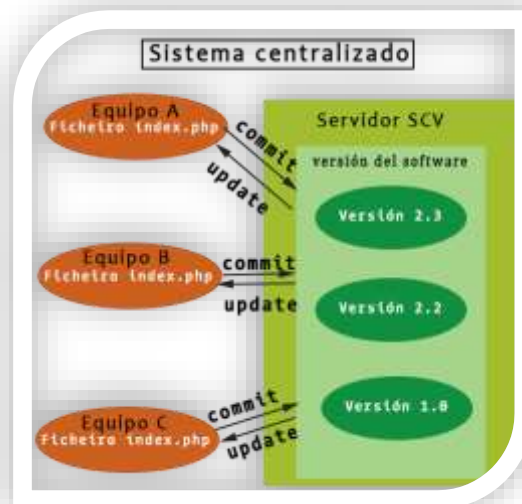 Sistema centralizado
Equipo A
Ficheiro index.php
commit
update
Servidor SCV
versión del software
Versión 2.3
Equipo B
Ficheiro index.php
commit
update
Versión 2.2
Equipo C
Ficheiro index.php
commit
update
Versión 1.0